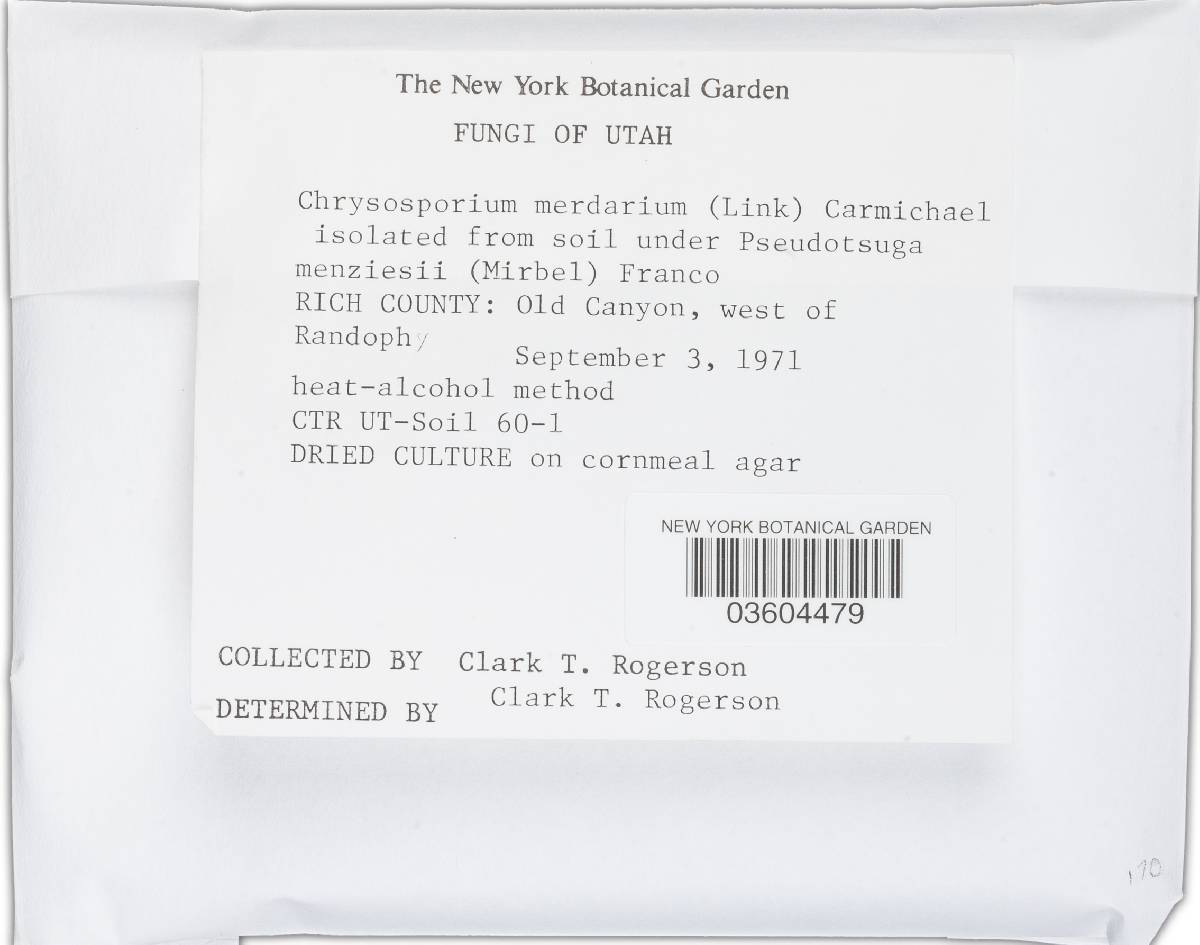 The New York Botanical Garden
FUNGI OF UTAH
Chrysosporium merdarium (Link) Carmichael
isolated from soil under Pseudotsuga
menziesii (Mirbel) Franco
RICH COUNTY: Old Canyon, west of
Randophy
September 3, 1971
heat-alcohol method
CTR UT-Soil 60-1
DRIED CULTURE on cornmeal agar
NEW YORK BOTANICAL GARDEN
03604479
COLLECTED BY Clark T. Rogerson
DETERMINED BY Clark T. Rogerson